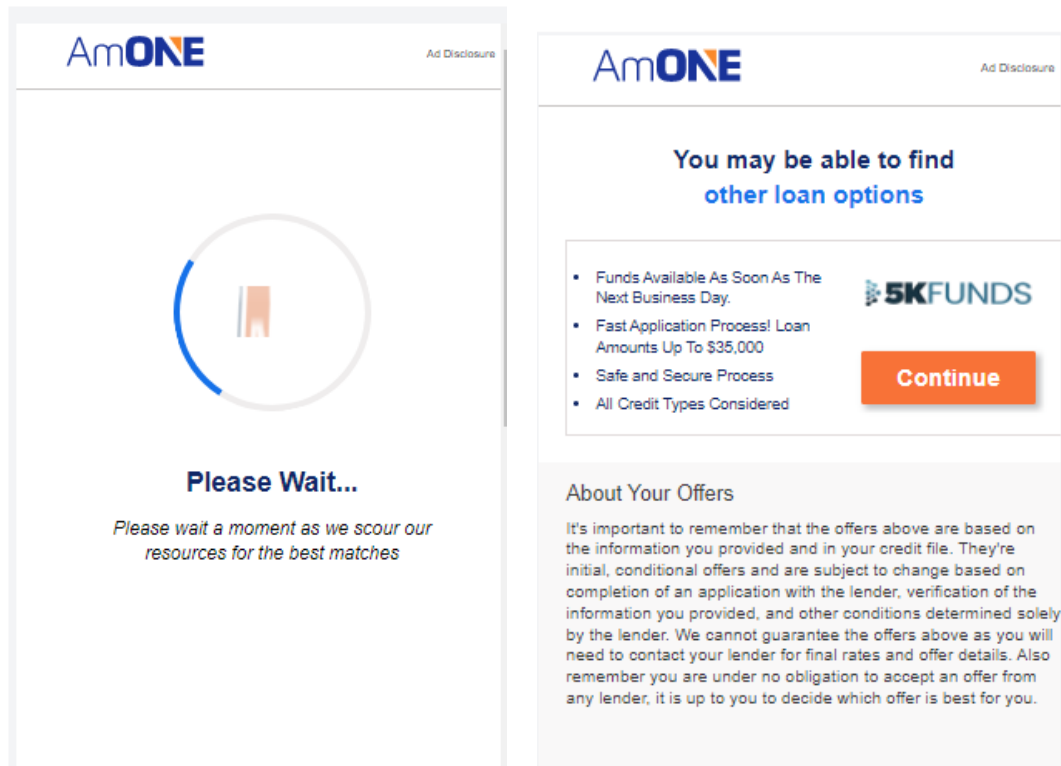 AmONE
Ad Disclosure
Please Wait...
Please wait a moment as we scour our
resources for the best matches
AmONE
Ad Disclosure
You may be able to find
other loan options
• Funds Available As Soon As The
Next Business Day.
• Fast Application Process! Loan
Amounts Up To $35,000
• Safe and Secure Process
• All Credit Types Considered
5KFUNDS
Continue
About Your Offers
It's important to remember that the offers above are based on
the information you provided and in your credit file. They're
initial, conditional offers and are subject to change based on
completion of an application with the lender, verification of the
information you provided, and other conditions determined solely
by the lender. We cannot guarantee the offers above as you will
need to contact your lender for final rates and offer details. Also
remember you are under no obligation to accept an offer from
any lender, it is up to you to decide which offer is best for you.